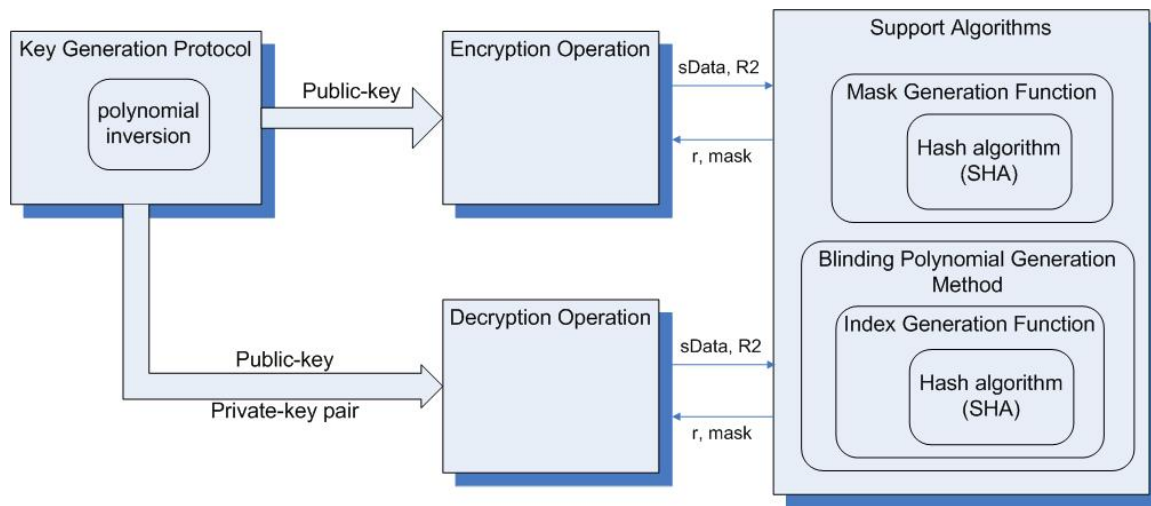 Key Generation Protocol
polynomial
inversion
Public-key
Encryption Operation
sData, R2
r, mask
Support Algorithms
Mask Generation Function
Hash algorithm
(SHA)
Blinding Polynomial Generation
Method
Index Generation Function
Hash algorithm
(SHA)
Public-key
Private-key pair
Decryption Operation
sData, R2
r, mask